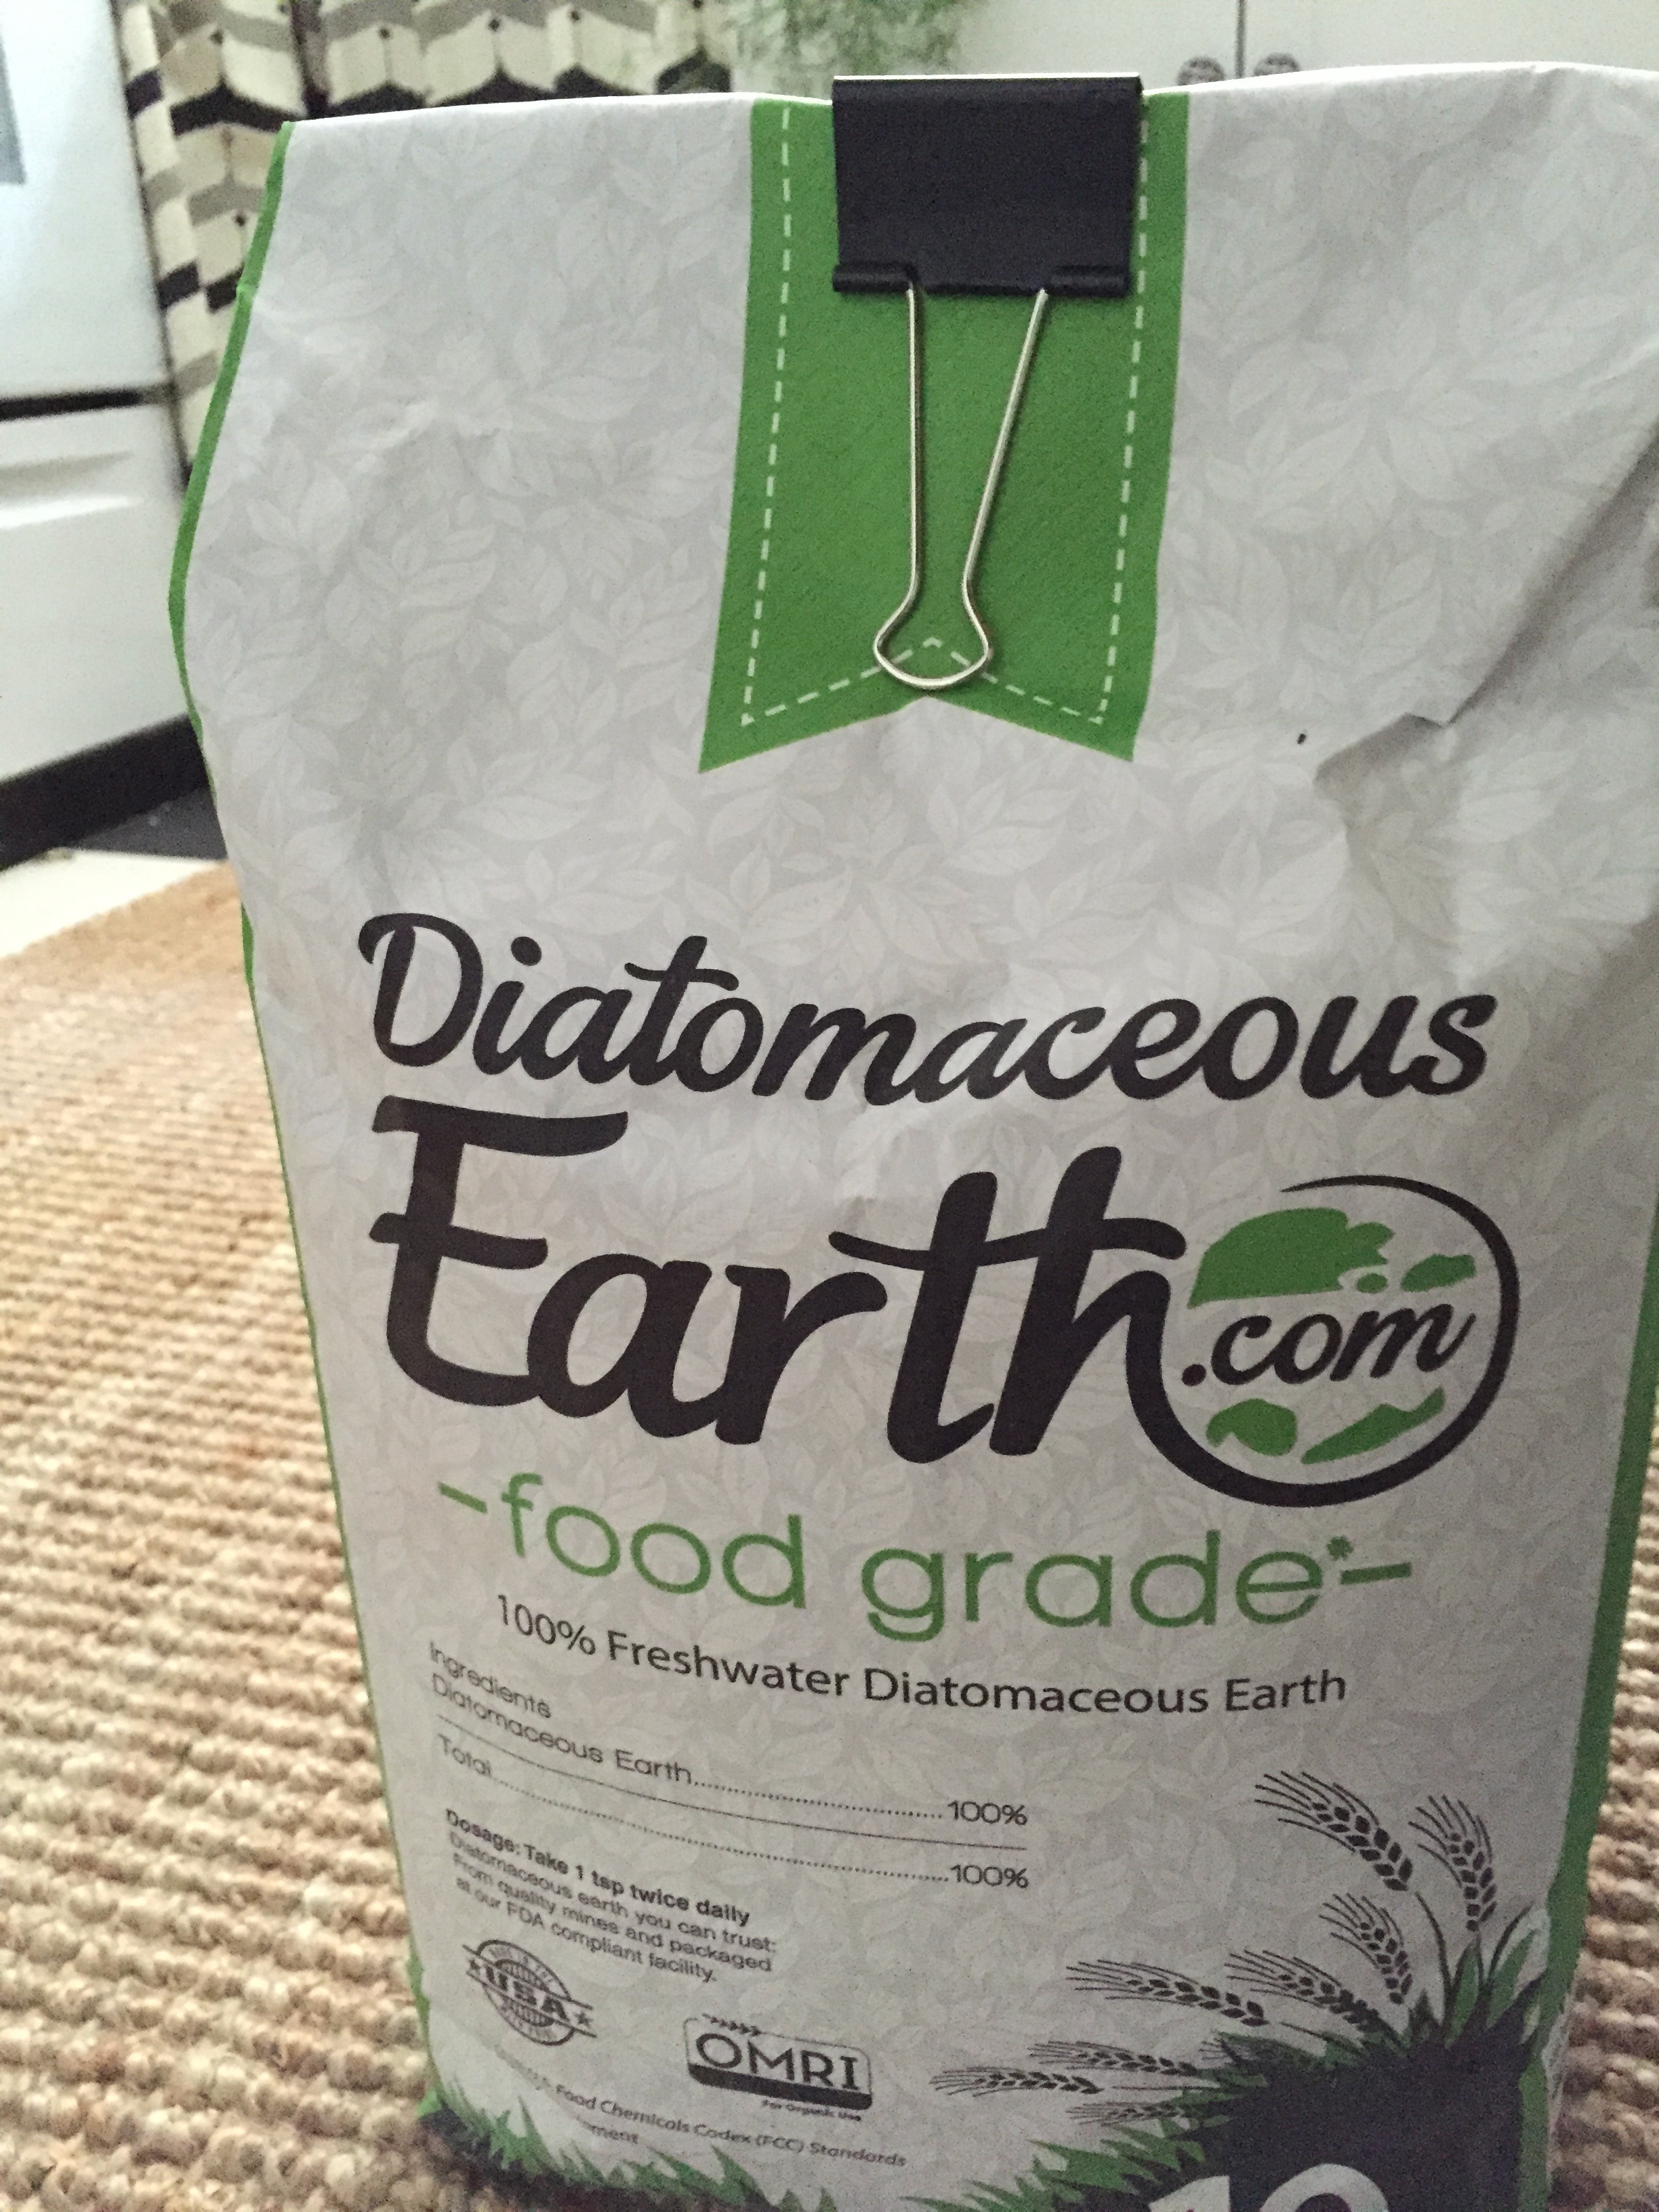 Diatomaceous
Earth.com
-food grade*-
100% Freshwater Diatomaceous Earth
Ingredients
Diatomaceous Earth..........................100%
Total..........................100%
Dosage: Take 1 tsp twice daily
Diatomaceous earth you can trust:
From quality mines and packaged
at our FDA compliant facility.
USA
OMRI
For Organic Use
Food Chemicals Codex (FCC) Standards
10